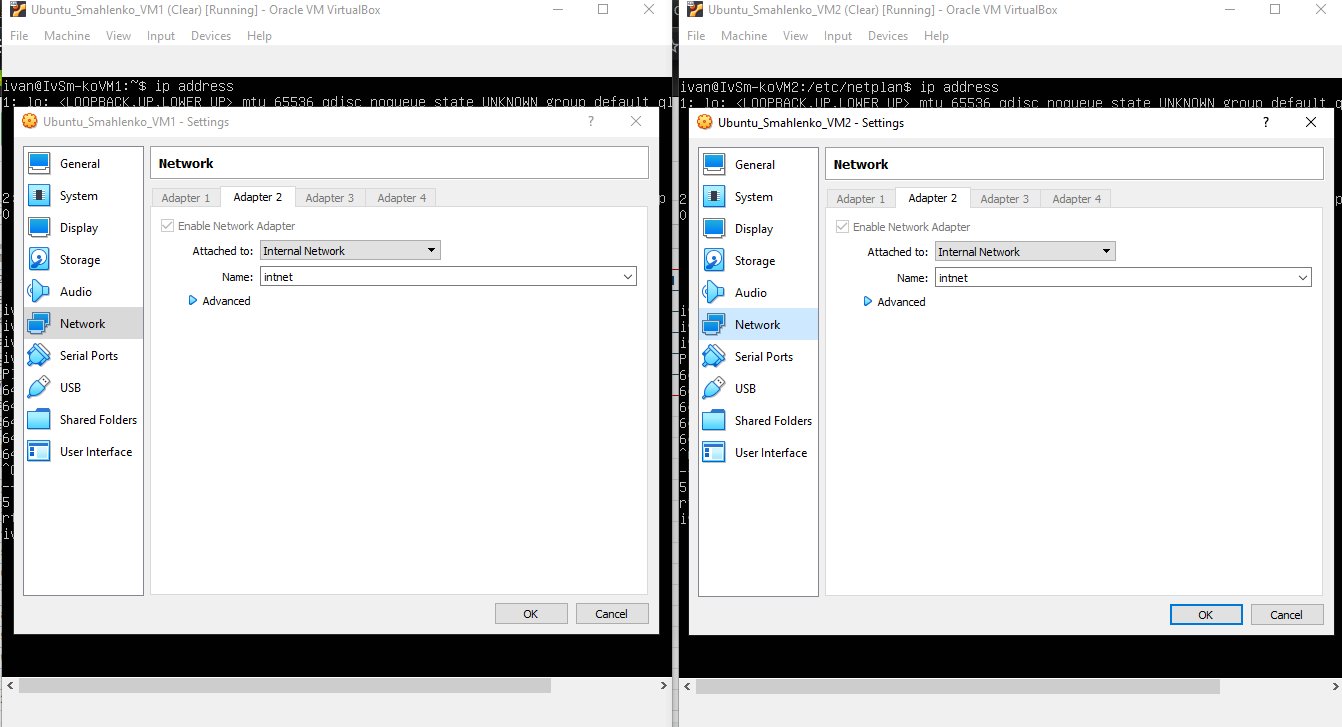 Ubuntu_Smahlenko_VM1 (Clear) [Running] - Oracle VM VirtualBox
File Machine View Input Devices Help
ivan@IvSm-koVM1:~$ ip address
1: lo: <LOOPBACK,UP,LOWER_UP> mtu 65536 qdisc noqueue state UNKNOWN group default ql
Ubuntu_Smahlenko_VM1 - Settings
?
General
System
Display
Storage
Audio
Network
Serial Ports
USB
Shared Folders
User Interface
Network
Adapter 1 Adapter 2 Adapter 3 Adapter 4
Enable Network Adapter
Attached to: Internal Network
Name: intnet
Advanced
OK Cancel
Ubuntu_Smahlenko_VM2 (Clear) [Running] - Oracle VM VirtualBox
File Machine View Input Devices Help
ivan@IvSm-koVM2:/etc/netplan$ ip address
1: lo: <LOOPBACK,UP,LOWER_UP> mtu 65536 qdisc noqueue state UNKNOWN group default q
Ubuntu_Smahlenko_VM2 - Settings
?
General
System
Display
Storage
Audio
Network
Serial Ports
USB
Shared Folders
User Interface
Network
Adapter 1 Adapter 2 Adapter 3 Adapter 4
Enable Network Adapter
Attached to: Internal Network
Name: intnet
Advanced
OK Cancel